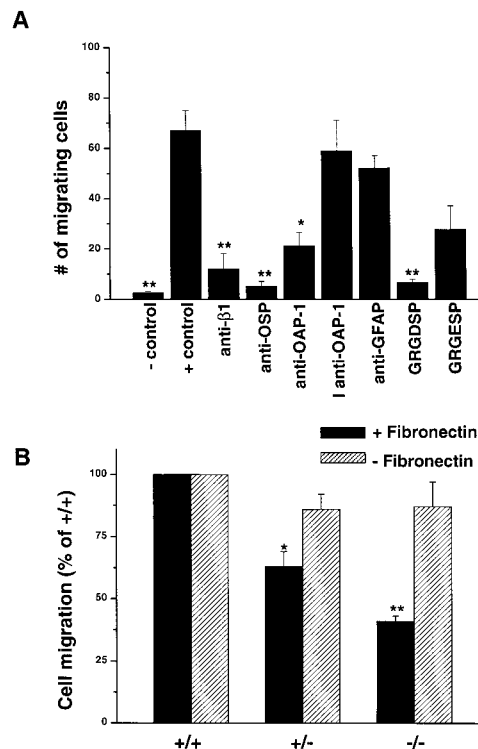 A
# of migrating cells
100
80
60
40
20
0
**
**
**
*
**
- control
+ control
anti-β1
anti-OSP
anti-OAP-1
I anti-OAP-1
anti-GFAP
GRGDSP
GRGESP
+ Fibronectin
- Fibronectin
B
Cell migration (% of +/+)
100
75
50
25
0
*
**
+/+
+/-
-/-